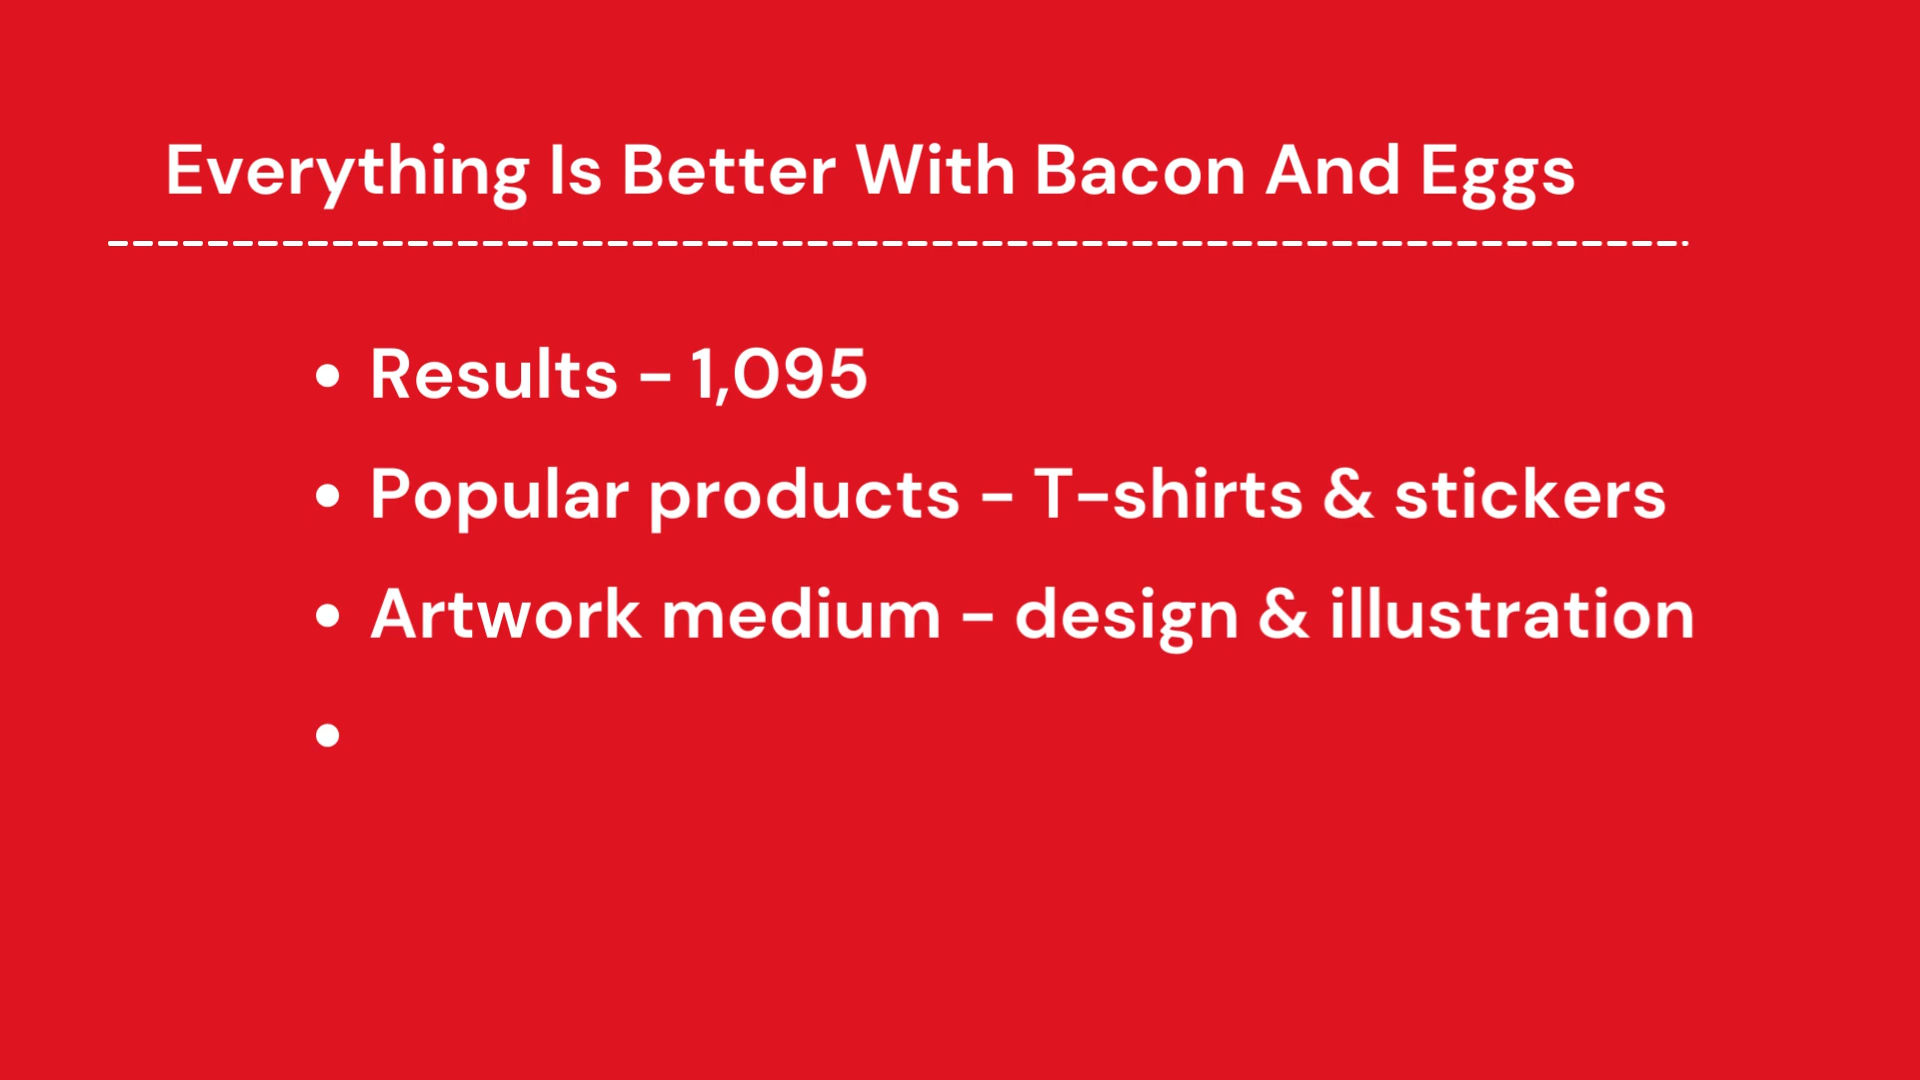 Everything Is Better With Bacon And Eggs
• Results - 1,095
• Popular products - T-shirts & stickers
• Artwork medium - design & illustration
•